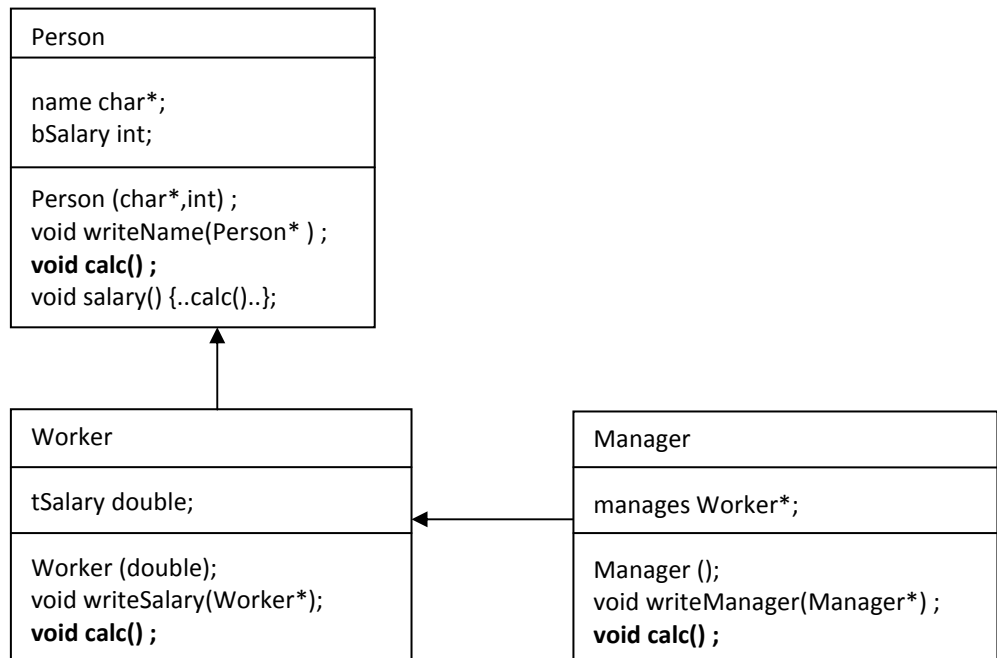 Person
name char*;
bSalary int;
Person (char*,int) ;
void writeName(Person* ) ;
void calc() ;
void salary() {..calc()..};
Worker
tSalary double;
Worker (double);
void writeSalary(Worker*);
void calc() ;
Manager
manages Worker*;
Manager ();
void writeManager(Manager*) ;
void calc() ;